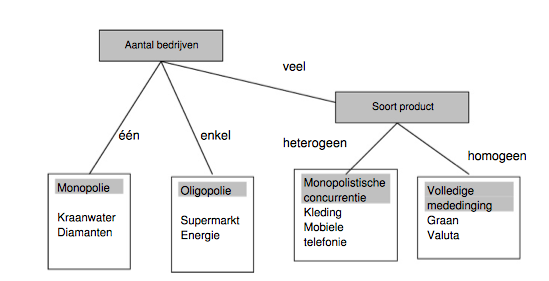 Aantal bedrijven
veel
Soort product
één
enkel
heterogeen
homogeen
Monopolie
Kraanwater
Diamanten
Oligopolie
Supermarkt
Energie
Monopolistische
concurrentie
Kleding
Mobiele
telefonie
Volledige
mededinging
Graan
Valuta